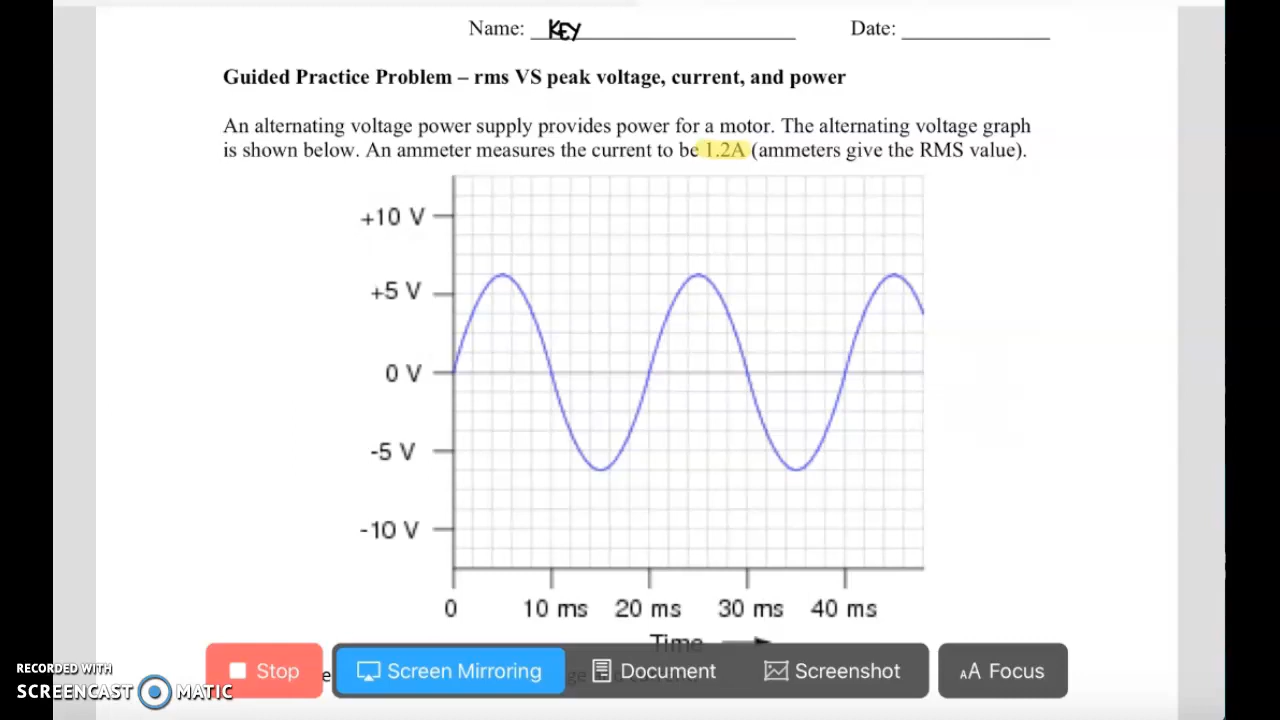 Name: KEY Date:
Guided Practice Problem – rms VS peak voltage, current, and power
An alternating voltage power supply provides power for a motor. The alternating voltage graph
is shown below. An ammeter measures the current to be 1.2A (ammeters give the RMS value).
+10 V
+5 V
0 V
-5 V
-10 V
0 10 ms 20 ms 30 ms 40 ms
Time
Stop Screen Mirroring Document Screenshot AA Focus
RECORDED WITH
SCREENCAST MATIC